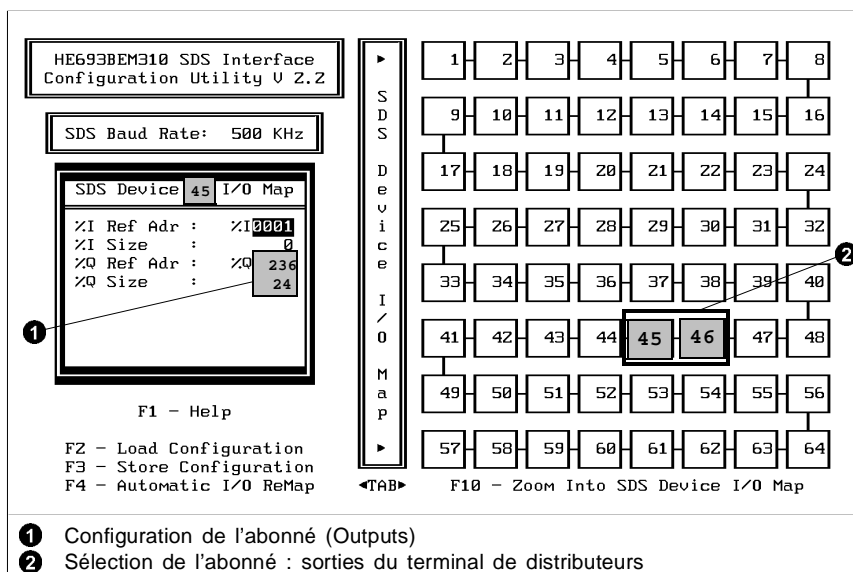 HE693BEM310 SDS Interface
Configuration Utility V 2.2
SDS Baud Rate: 500 KHz
SDS Device 45 I/O Map
%I Ref Adr : %I0001
%I Size : 0
%Q Ref Adr : %Q 236
%Q Size : 24
1
F1 - Help
F2 - Load Configuration
F3 - Store Configuration
F4 - Automatic I/O ReMap
► SDS Device I/O Map ►
◄TAB►
1 2 3 4 5 6 7 8
9 10 11 12 13 14 15 16
17 18 19 20 21 22 23 24
25 26 27 28 29 30 31 32
2
33 34 35 36 37 38 39 40
41 42 43 44 45 46 47 48
49 50 51 52 53 54 55 56
57 58 59 60 61 62 63 64
F10 - Zoom Into SDS Device I/O Map
1 Configuration de l'abonné (Outputs)
2 Sélection de l'abonné : sorties du terminal de distributeurs